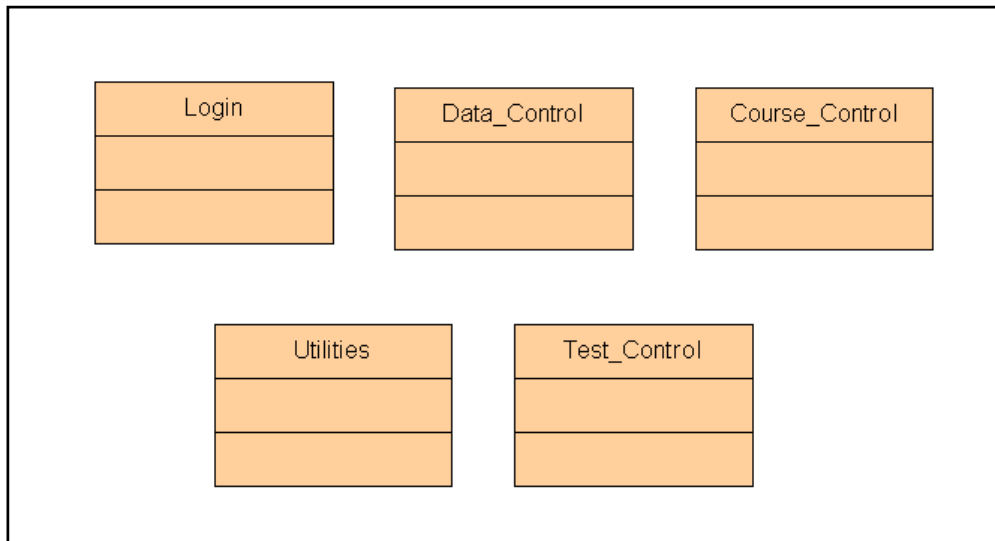 Login
Data_Control
Course_Control
Utilities
Test_Control